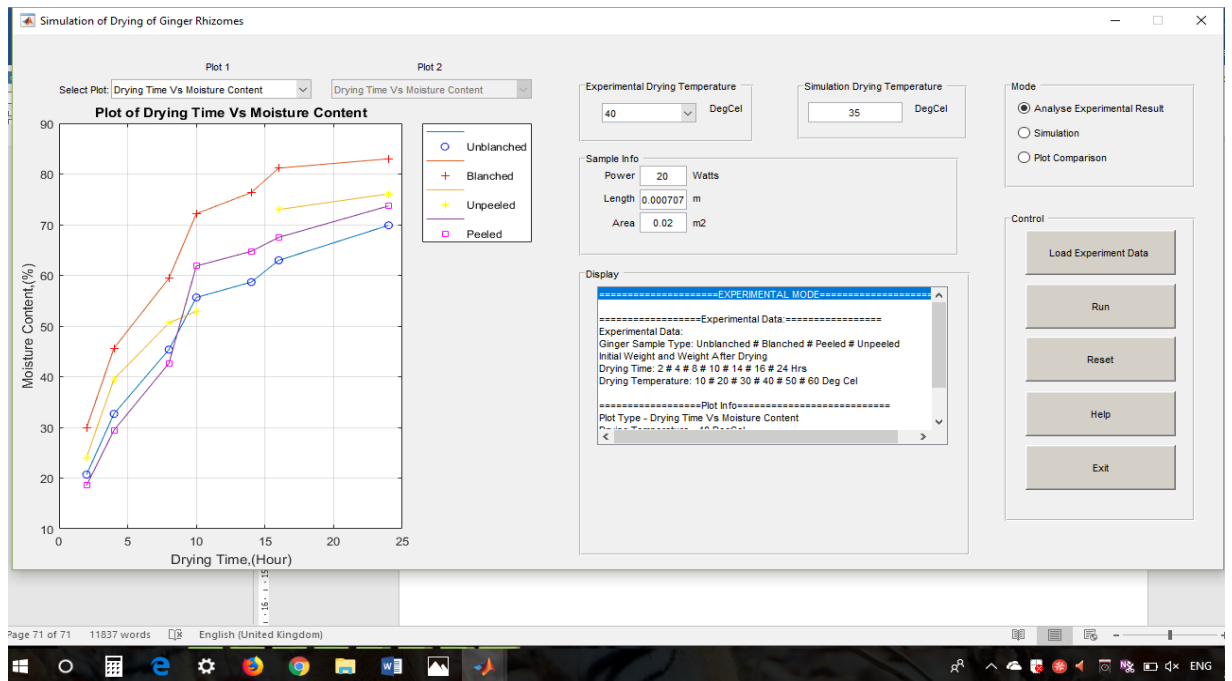 Simulation of Drying of Ginger Rhizomes
Plot 1
Plot 2
Select Plot: Drying Time Vs Moisture Content
Drying Time Vs Moisture Content
Plot of Drying Time Vs Moisture Content
90
80
70
60
50
40
30
20
10
0
5
10
15
20
25
Moisture Content,(%)
Drying Time,(Hour)
Unblanched
Blanched
Unpeeled
Peeled
Experimental Drying Temperature
40
DegCel
Simulation Drying Temperature
35
DegCel
Sample Info
Power 20 Watts
Length 0.000707 m
Area 0.02 m2
Display
=====================EXPERIMENTAL MODE====================
==================Experimental Data:=================
Experimental Data:
Ginger Sample Type: Unblanched # Blanched # Peeled # Unpeeled
Initial Weight and Weight After Drying
Drying Time: 2 # 4 # 8 # 10 # 14 # 16 # 24 Hrs
Drying Temperature: 10 # 20 # 30 # 40 # 50 # 60 Deg Cel
==================Plot Info===========================
Plot Type - Drying Time Vs Moisture Content
Drying Temperature - 40 DegCel
Mode
Analyse Experimental Result
Simulation
Plot Comparison
Control
Load Experiment Data
Run
Reset
Help
Exit
Page 71 of 71 11837 words English (United Kingdom)
ENG